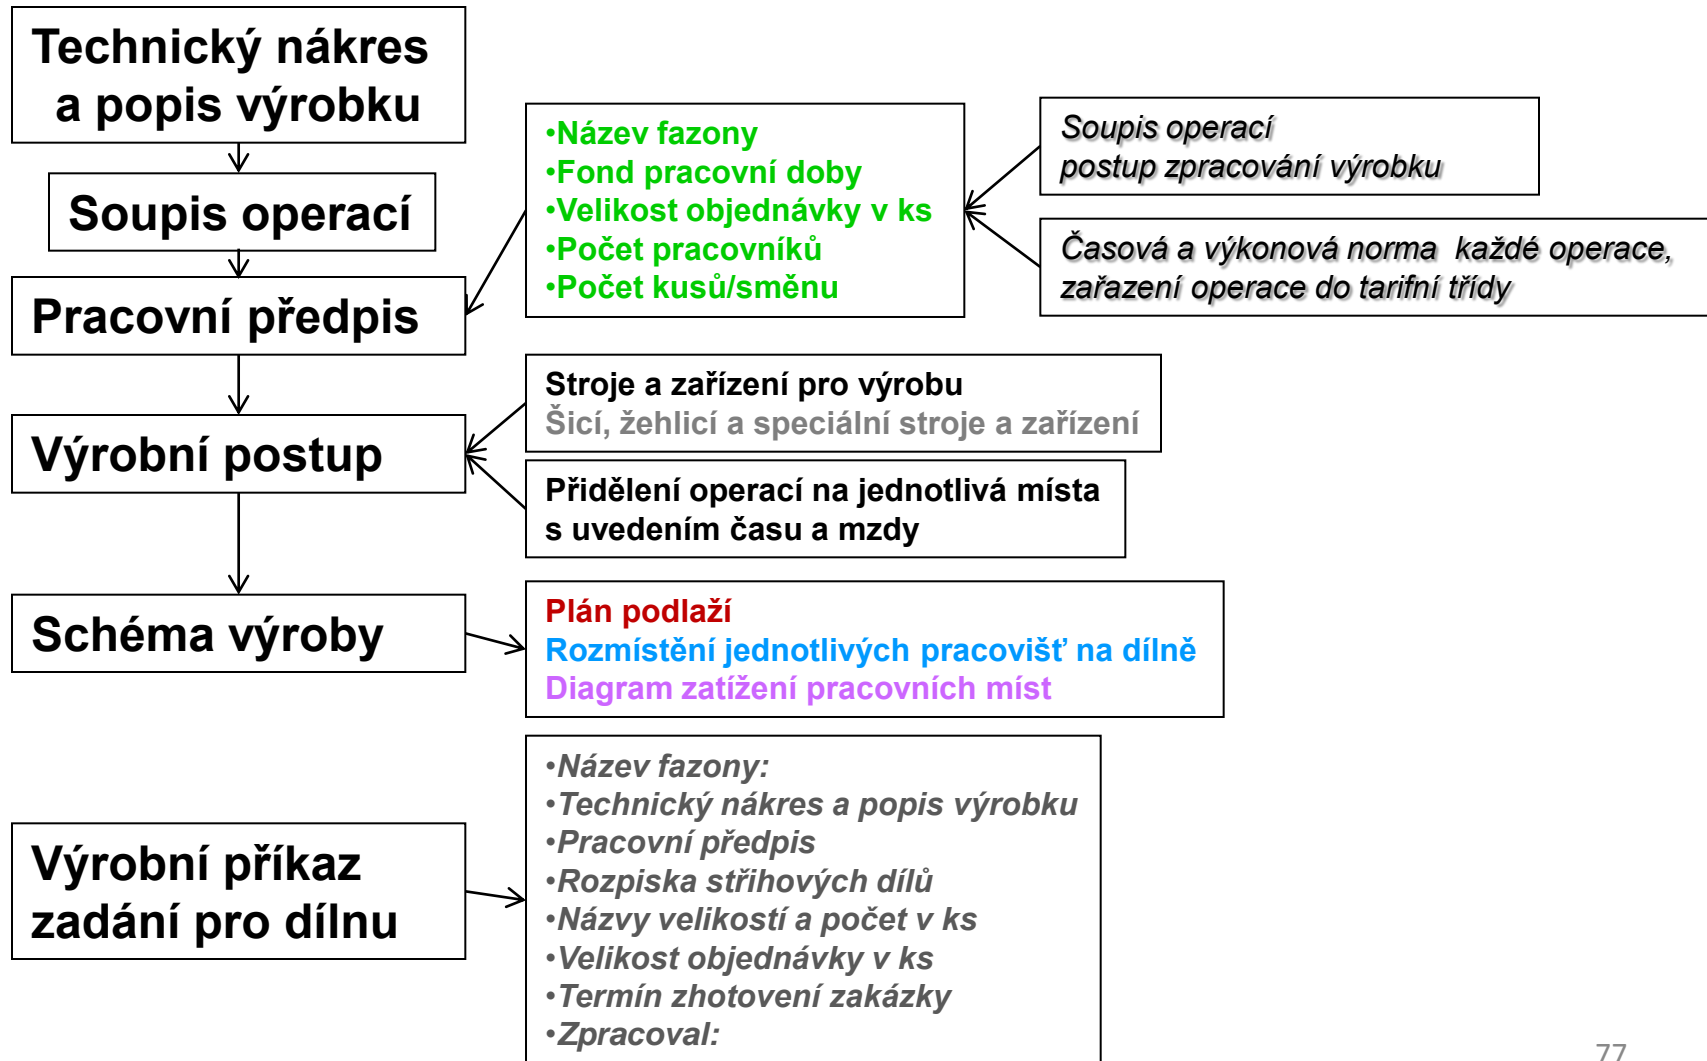 Technický nákres
a popis výrobku
Soupis operací
Pracovní předpis
Výrobní postup
Schéma výroby
Výrobní příkaz
zadání pro dílnu
•Název fazony
•Fond pracovní doby
•Velikost objednávky v ks
•Počet pracovníků
•Počet kusů/směnu
Soupis operací
postup zpracování výrobku
Časová a výkonová norma každé operace,
zařazení operace do tarifní třídy
Stroje a zařízení pro výrobu
Šicí, žehlicí a speciální stroje a zařízení
Přidělení operací na jednotlivá místa
s uvedením času a mzdy
Plán podlaží
Rozmístění jednotlivých pracovišť na dílně
Diagram zatížení pracovních míst
•Název fazony:
•Technický nákres a popis výrobku
•Pracovní předpis
•Rozpiska střihových dílů
•Názvy velikostí a počet v ks
•Velikost objednávky v ks
•Termín zhotovení zakázky
•Zpracoval:
77